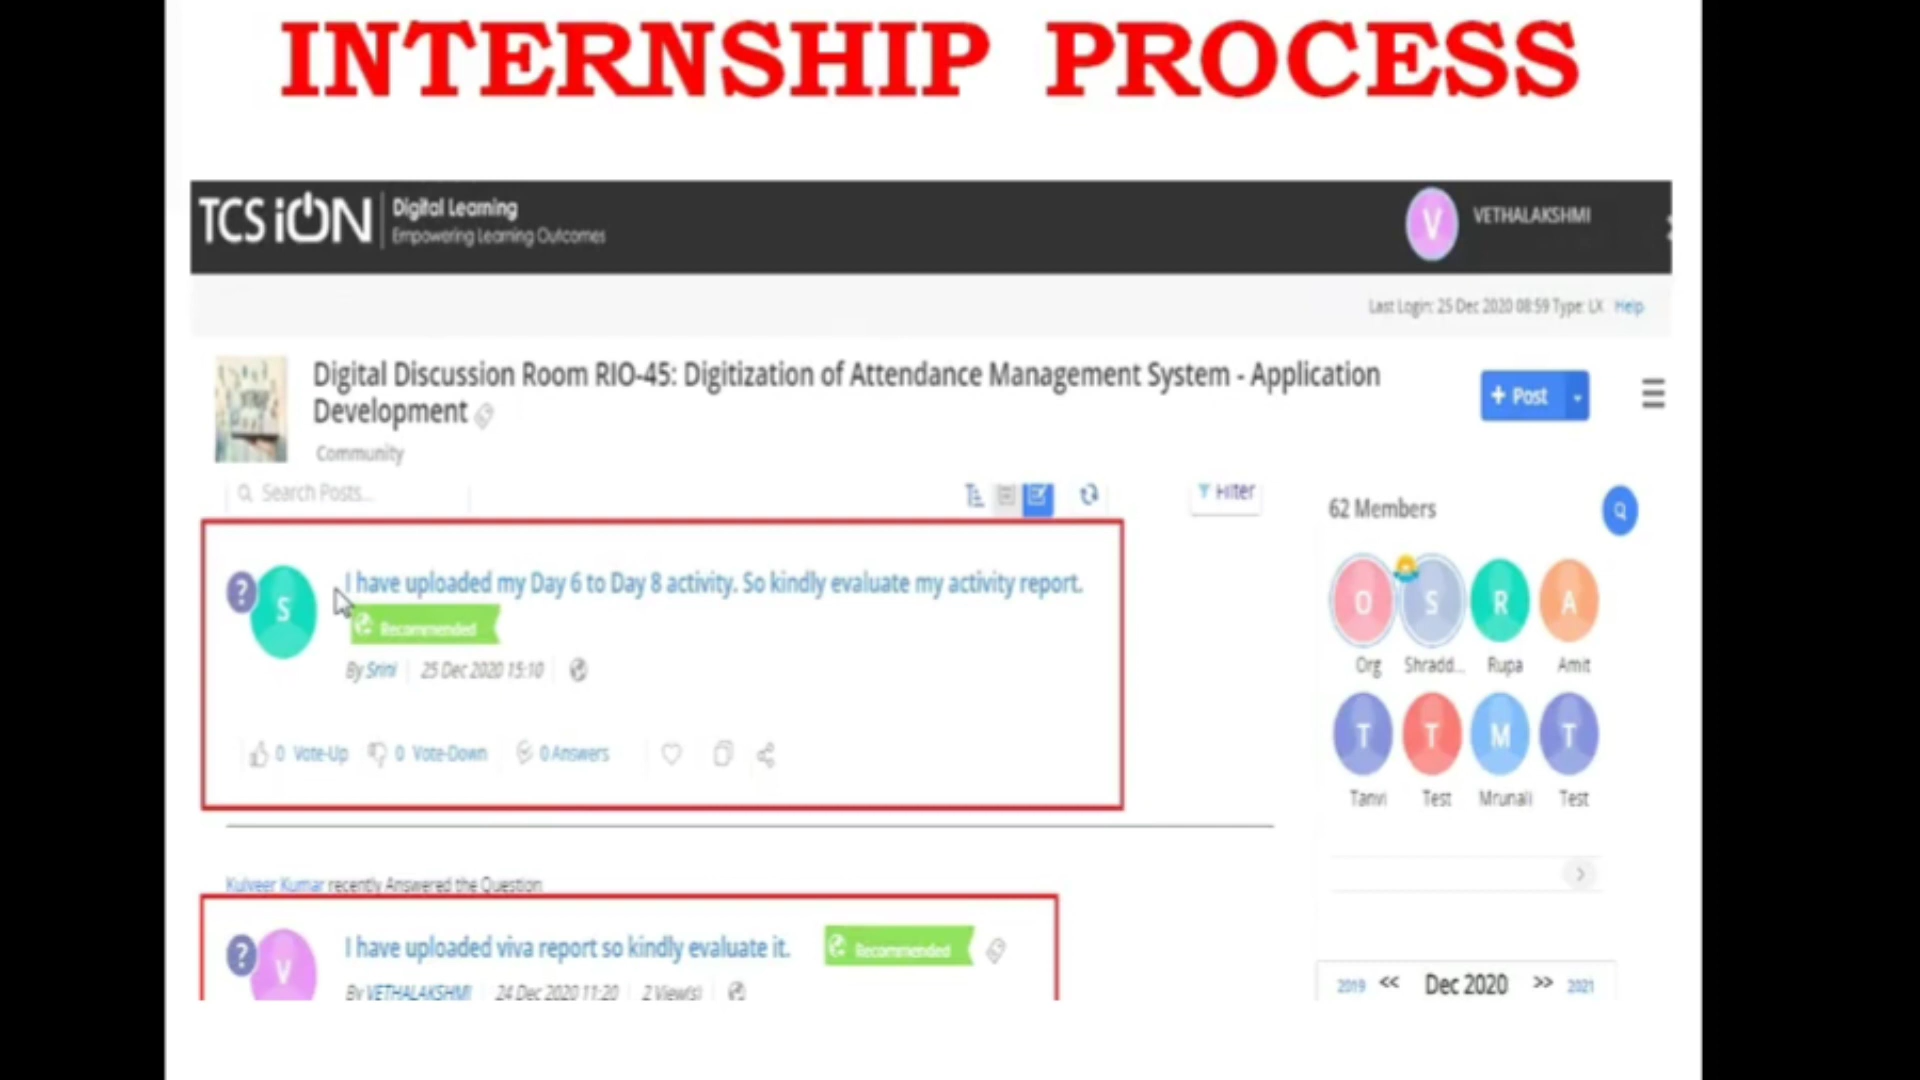 INTERNSHIP PROCESS
TCS iON Digital Learning
Empowering Learning Outcomes
V VETHALAKSHMI
Last Login: 25 Dec 2020 08:59 Type: LX Help
Digital Discussion Room RIO-45: Digitization of Attendance Management System - Application
Development
+ Post
Community
Search Posts...
Filter
? S I have uploaded my Day 6 to Day 8 activity. So kindly evaluate my activity report.
Recommended
By Srini 25 Dec 2020 15:10
0 Vote-Up 0 Vote-Down 0 Answers
Kulveer Kumar recently Answered the Question
? V I have uploaded viva report so kindly evaluate it. Recommended
By VETHALAKSHMI 24 Dec 2020 11:20 2 View(s)
62 Members
O S R A
Org Shradd... Rupa Amit
T T M T
Tanvi Test Mrunali Test
2019 << Dec 2020 >> 2021